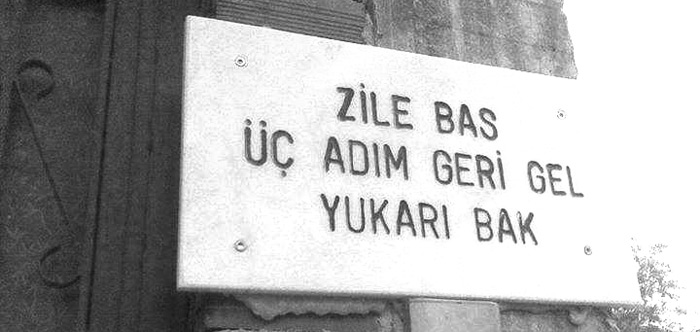 ZİLE BAS
ÜÇ ADIM GERİ GEL
YUKARI BAK